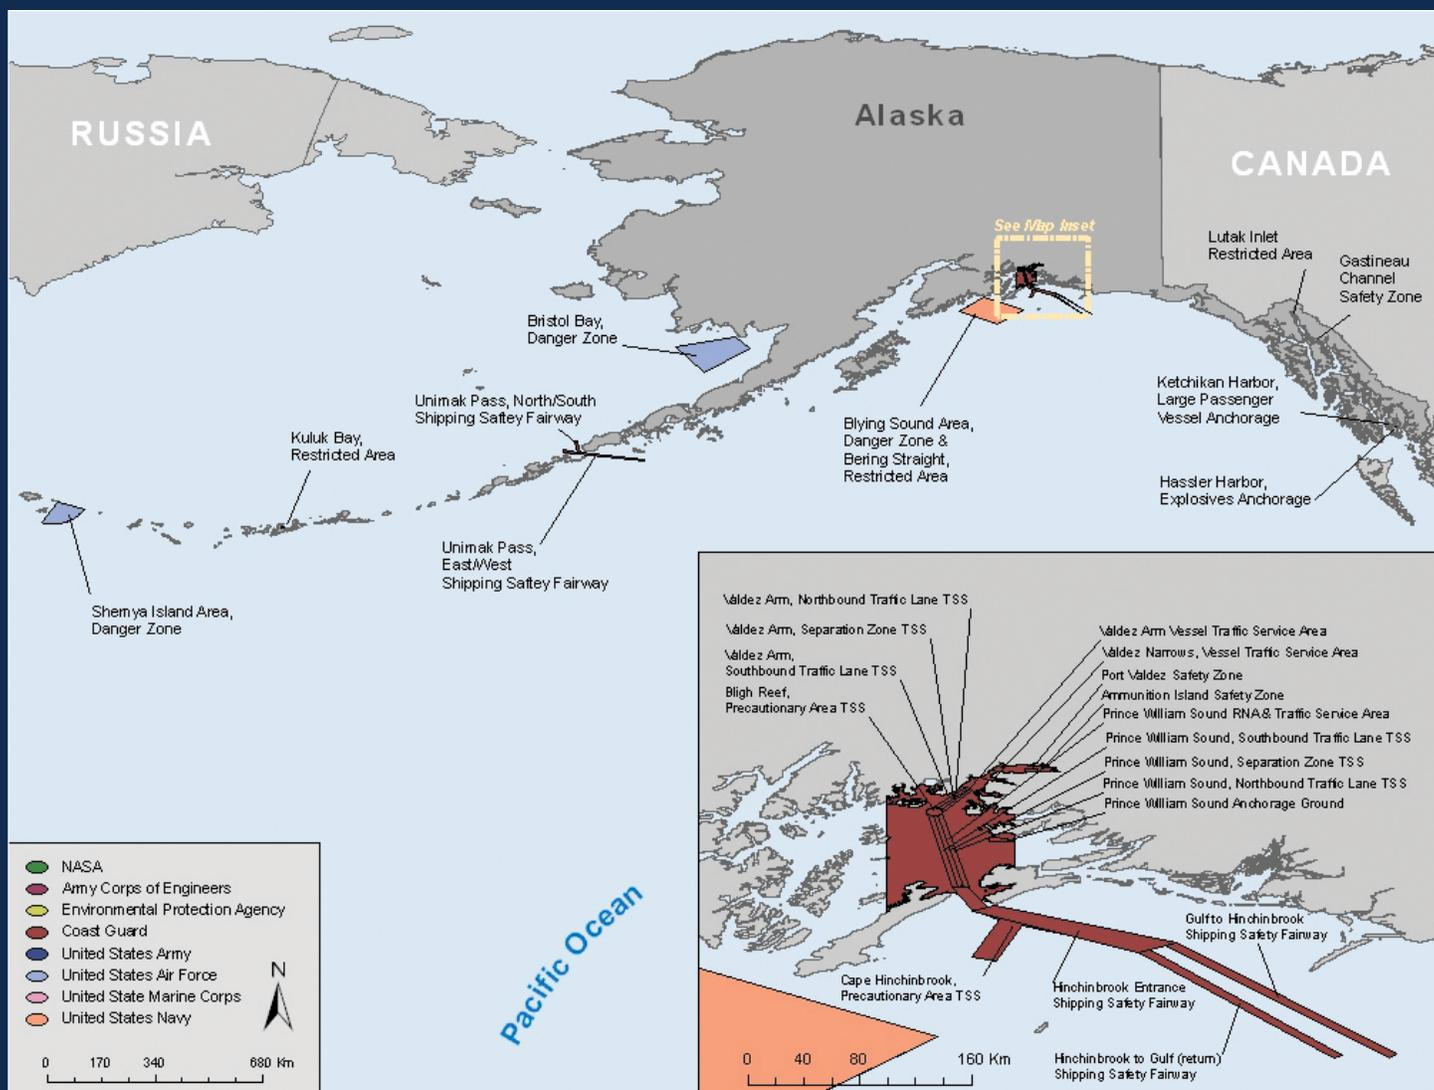 RUSSIA
Alaska
CANADA
See Map Inset
Lutak Inlet
Restricted Area
Gastineau
Channel
Safety Zone
Bristol Bay,
Danger Zone
Unimak Pass, North/South
Shipping Saftey Fairway
Kuluk Bay,
Restricted Area
Ketchikan Harbor,
Large Passenger
Vessel Anchorage
Blying Sound Area,
Danger Zone &
Bering Straight,
Restricted Area
Hassler Harbor,
Explosives Anchorage
Unimak Pass,
East/West
Shipping Saftey Fairway
Shemya Island Area,
Danger Zone
Valdez Arm, Northbound Traffic Lane TSS
Valdez Arm, Separation Zone TSS
Valdez Arm,
Southbound Traffic Lane TSS
Bligh Reef,
Precautionary Area TSS
Valdez Arm Vessel Traffic Service Area
Valdez Narrows, Vessel Traffic Service Area
Port Valdez Safety Zone
Ammunition Island Safety Zone
Prince William Sound RNA & Traffic Service Area
Prince William Sound, Southbound Traffic Lane TSS
Prince William Sound, Separation Zone TSS
Prince William Sound, Northbound Traffic Lane TSS
Prince William Sound Anchorage Ground
Gulf to Hinchinbrook
Shipping Safety Fairway
Cape Hinchinbrook,
Precautionary Area TSS
Hinchinbrook Entrance
Shipping Safety Fairway
Hinchinbrook to Gulf (return)
Shipping Safety Fairway
0 40 80 160 Km
Pacific Ocean
NASA
Army Corps of Engineers
Environmental Protection Agency
Coast Guard
United States Army
United States Air Force
United State Marine Corps
United States Navy
N
0 170 340 680 Km